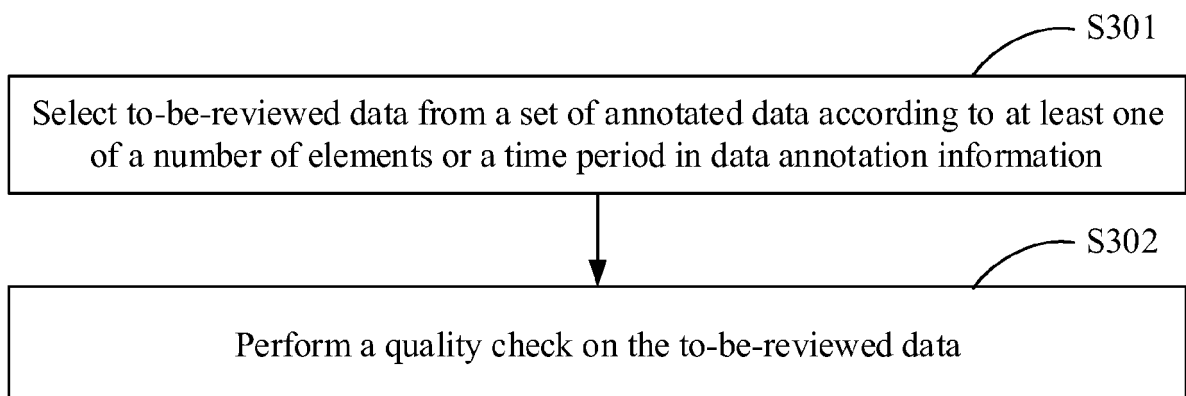 S301
Select to-be-reviewed data from a set of annotated data according to at least one
of a number of elements or a time period in data annotation information
S302
Perform a quality check on the to-be-reviewed data